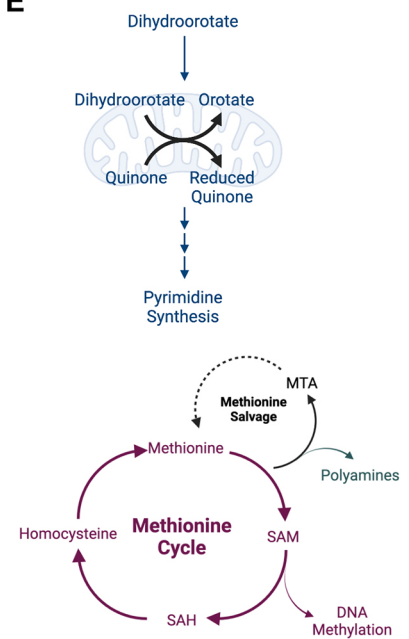 E
Dihydroorotate
Dihydroorotate Orotate
Quinone Reduced
Quinone
Pyrimidine
Synthesis
MTA
Methionine
Salvage
Methionine
Polyamines
Homocysteine
Methionine
Cycle
SAM
SAH
DNA
Methylation